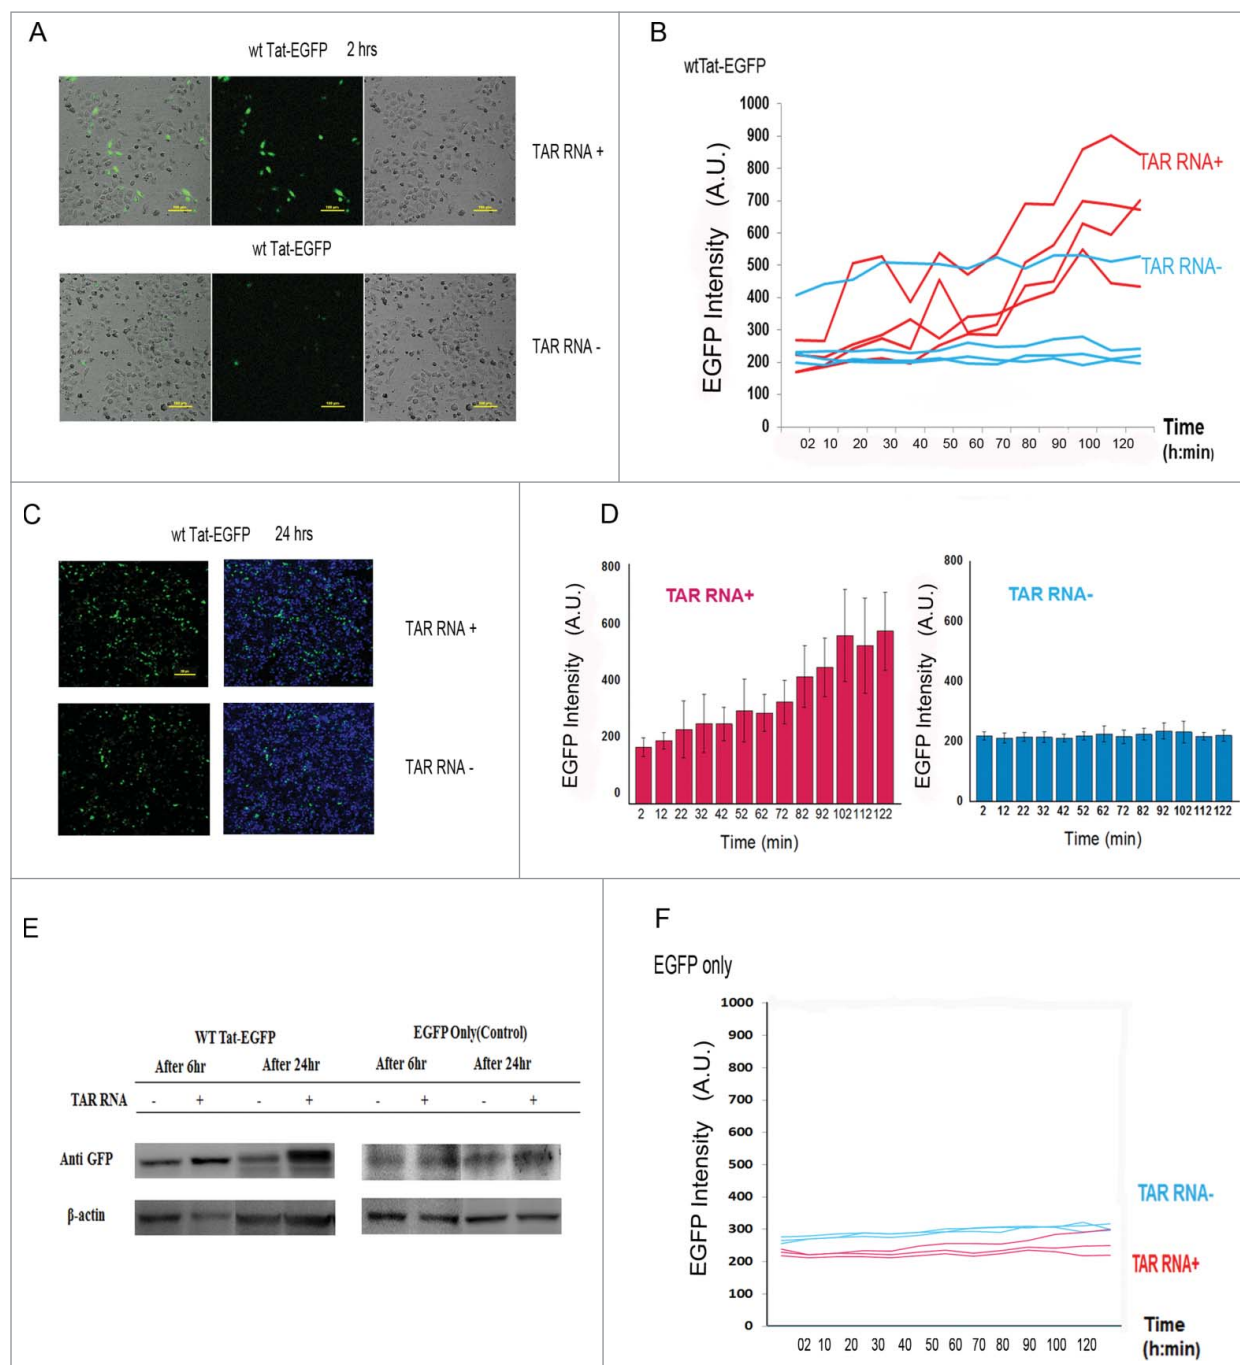 A
wt Tat-EGFP 2 hrs
TAR RNA +
wt Tat-EGFP
TAR RNA -
B
wtTat-EGFP
EGFP Intensity (A.U.)
1000
900
800
700
600
500
400
300
200
100
0
TAR RNA+
TAR RNA-
02 10 20 30 40 50 60 70 80 90 100 120
Time
(h:min)
C
wt Tat-EGFP 24 hrs
TAR RNA +
TAR RNA -
D
EGFP Intensity (A.U.)
800
600
400
200
0
TAR RNA+
2 12 22 32 42 52 62 72 82 92 102 112 122
Time (min)
EGFP Intensity (A.U.)
800
600
400
200
0
TAR RNA-
2 12 22 32 42 52 62 72 82 92 102 112 122
Time (min)
E
WT Tat-EGFP EGFP Only(Control)
After 6hr After 24hr After 6hr After 24hr
TAR RNA - + - + - + - +
Anti GFP
β-actin
F
EGFP only
EGFP Intensity (A.U.)
1000
900
800
700
600
500
400
300
200
100
0
TAR RNA-
TAR RNA+
02 10 20 30 40 50 60 70 80 90 100 120
Time
(h:min)